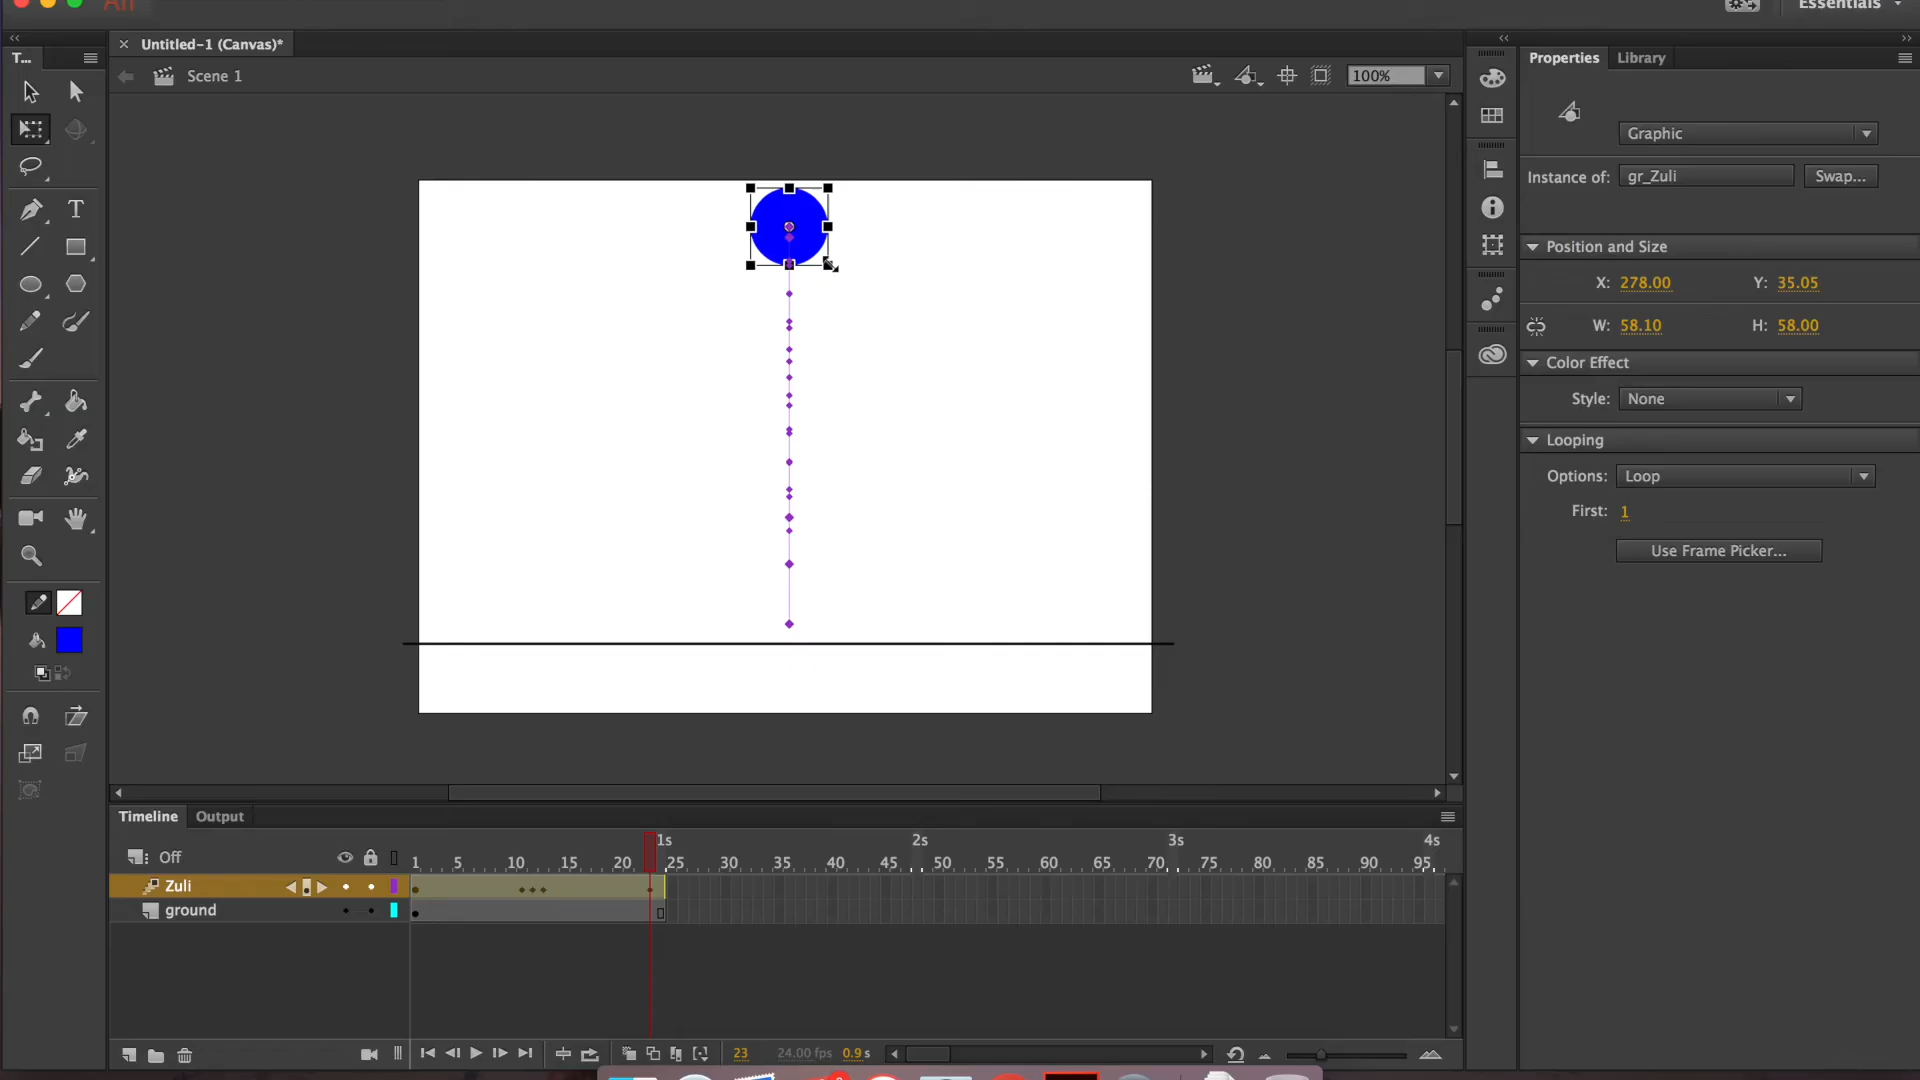 An
Essentials
T...
Untitled-1 (Canvas)*
Properties
Library
Scene 1
100%
Graphic
Instance of:
gr_Zuli
Swap...
Position and Size
X: 278.00
Y: 35.05
W: 58.10
H: 58.00
Color Effect
Style: None
Looping
Options: Loop
First: 1
Use Frame Picker...
T
Timeline
Output
1s
2s
3s
4s
Off
1 5 10 15 20 25 30 35 40 45 50 55 60 65 70 75 80 85 90 95
Zuli
ground
23
24.00 fps
0.9 s